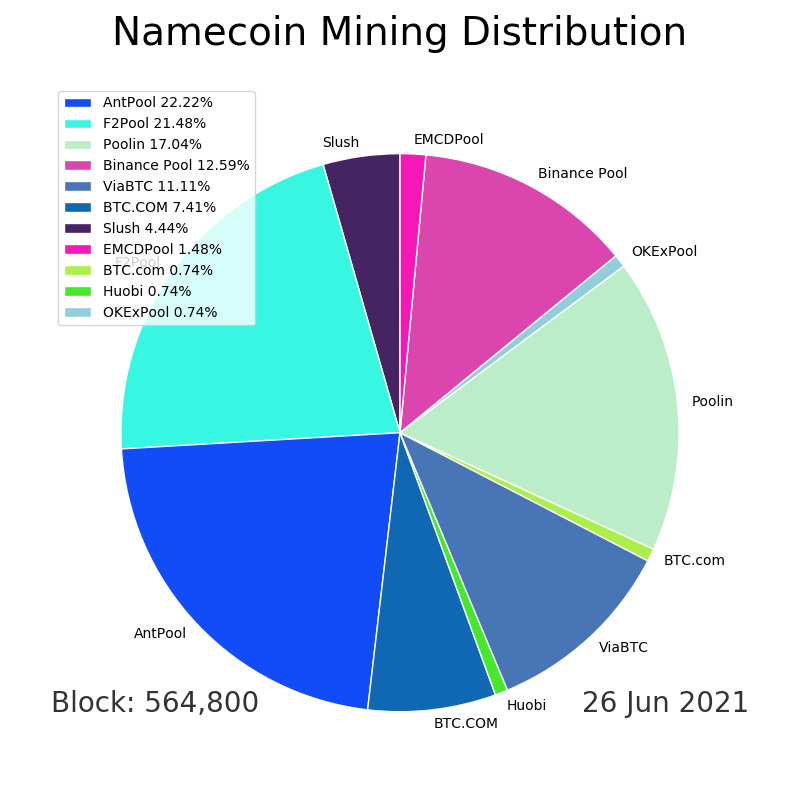 Namecoin Mining Distribution
AntPool 22.22%
F2Pool 21.48%
Poolin 17.04%
Binance Pool 12.59%
ViaBTC 11.11%
BTC.COM 7.41%
Slush 4.44%
EMCDPool 1.48%
BTC.com 0.74%
Huobi 0.74%
OKExPool 0.74%
Slush
EMCDPool
Binance Pool
OKExPool
F2Pool
Poolin
BTC.com
AntPool
ViaBTC
Huobi
BTC.COM
Block: 564,800
26 Jun 2021